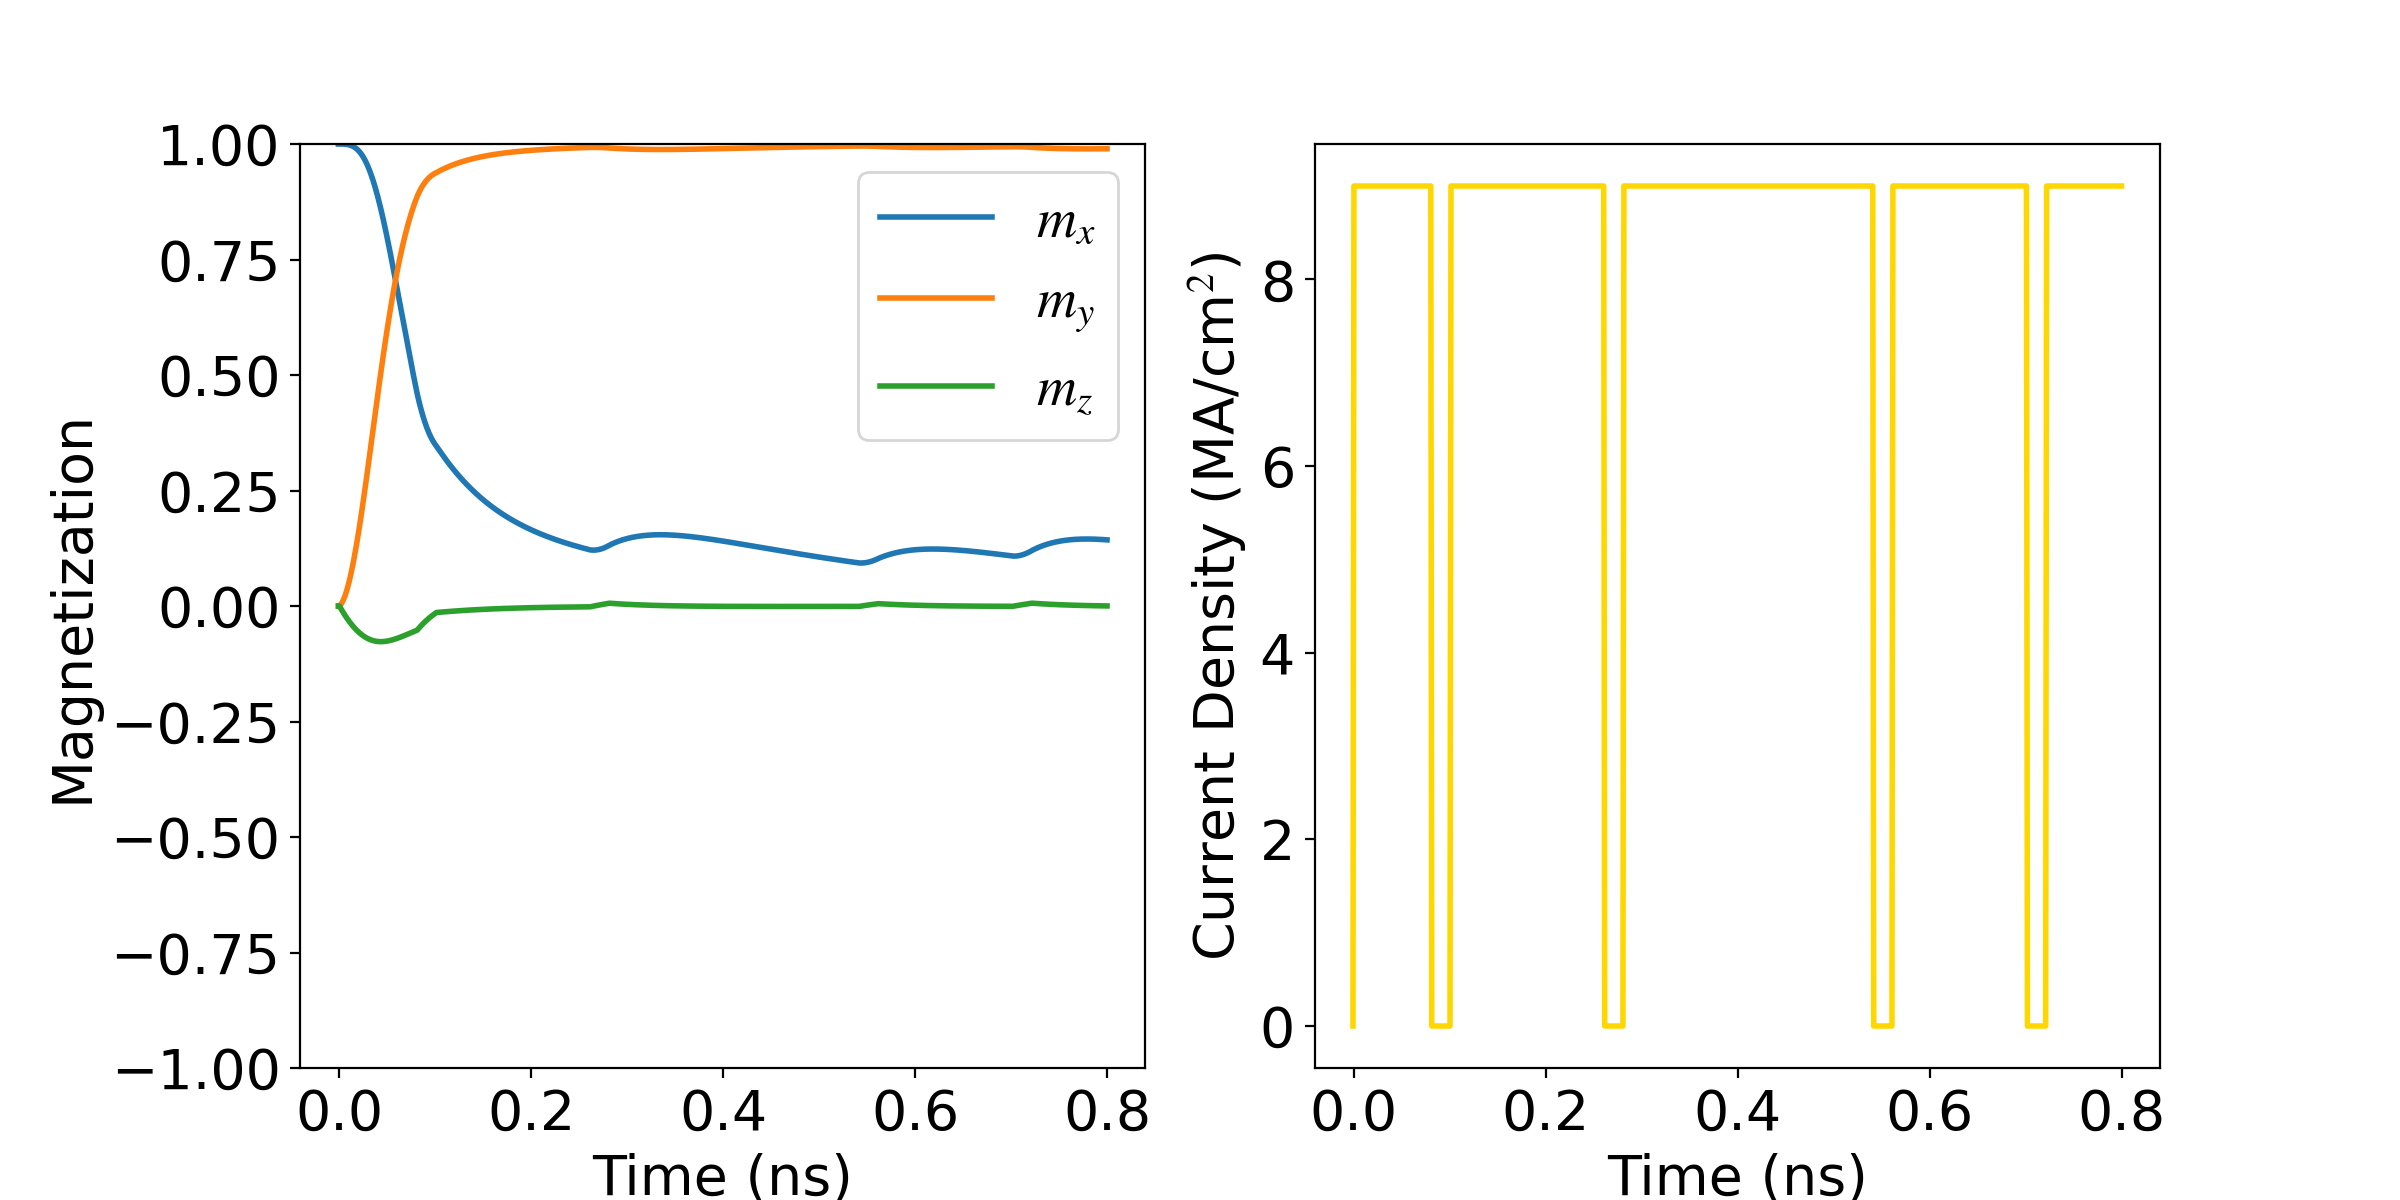 1.00
0.75
0.50
0.25
0.00
−0.25
−0.50
−0.75
−1.00
Magnetization
0.0 0.2 0.4 0.6 0.8
Time (ns)
m_x
m_y
m_z
8
6
4
2
0
Current Density (MA/cm²)
0.0 0.2 0.4 0.6 0.8
Time (ns)